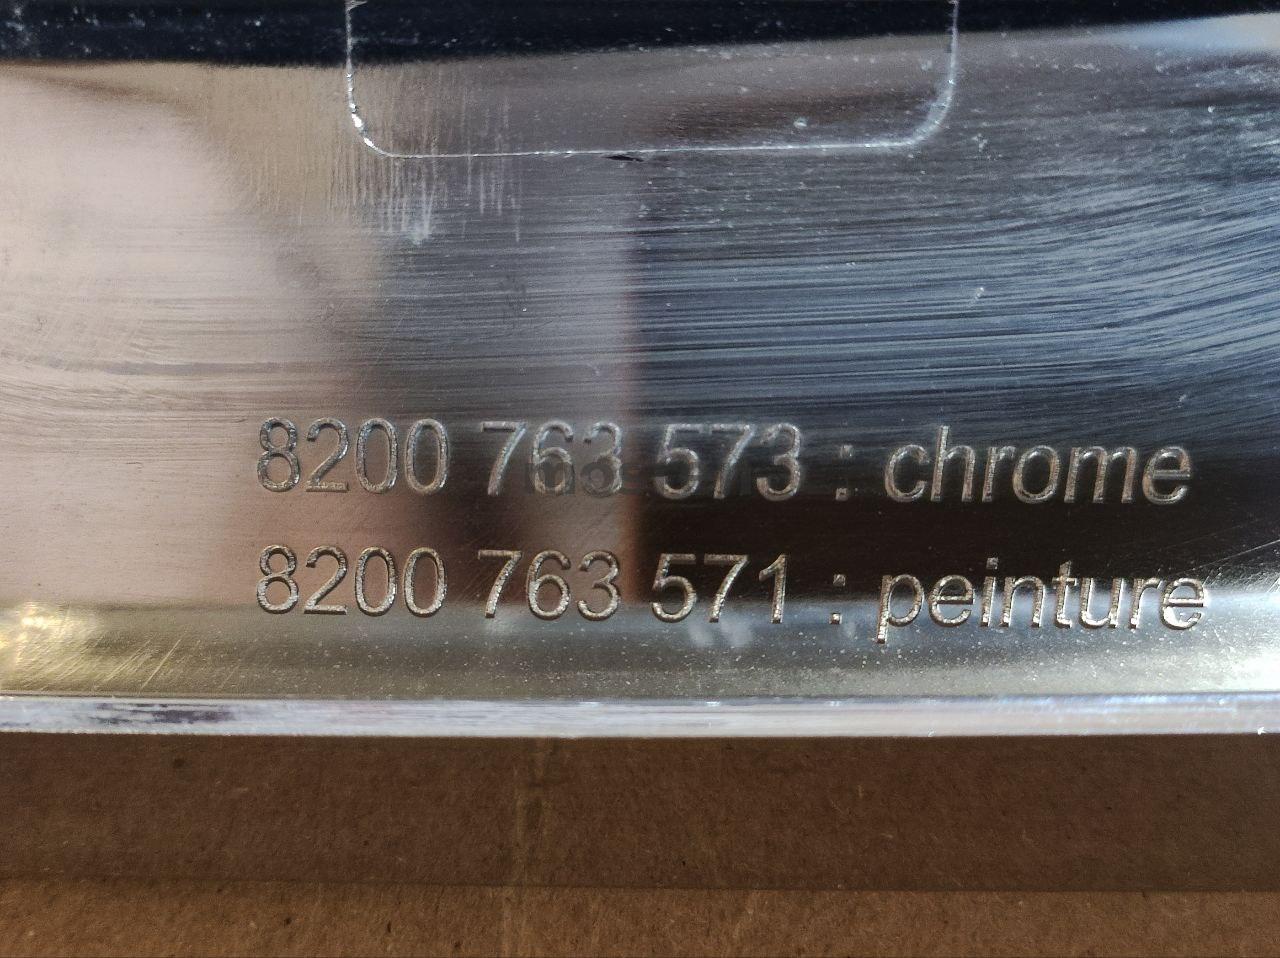 8200 763 573 : chrome
8200 763 571 : peinture